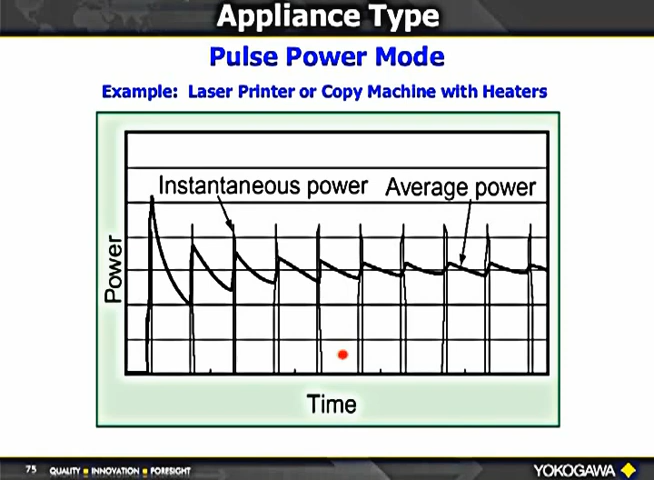 Appliance Type
Pulse Power Mode
Example: Laser Printer or Copy Machine with Heaters
Instantaneous power
Average power
Power
Time
75 QUALITY INNOVATION FORESIGHT
YOKOGAWA